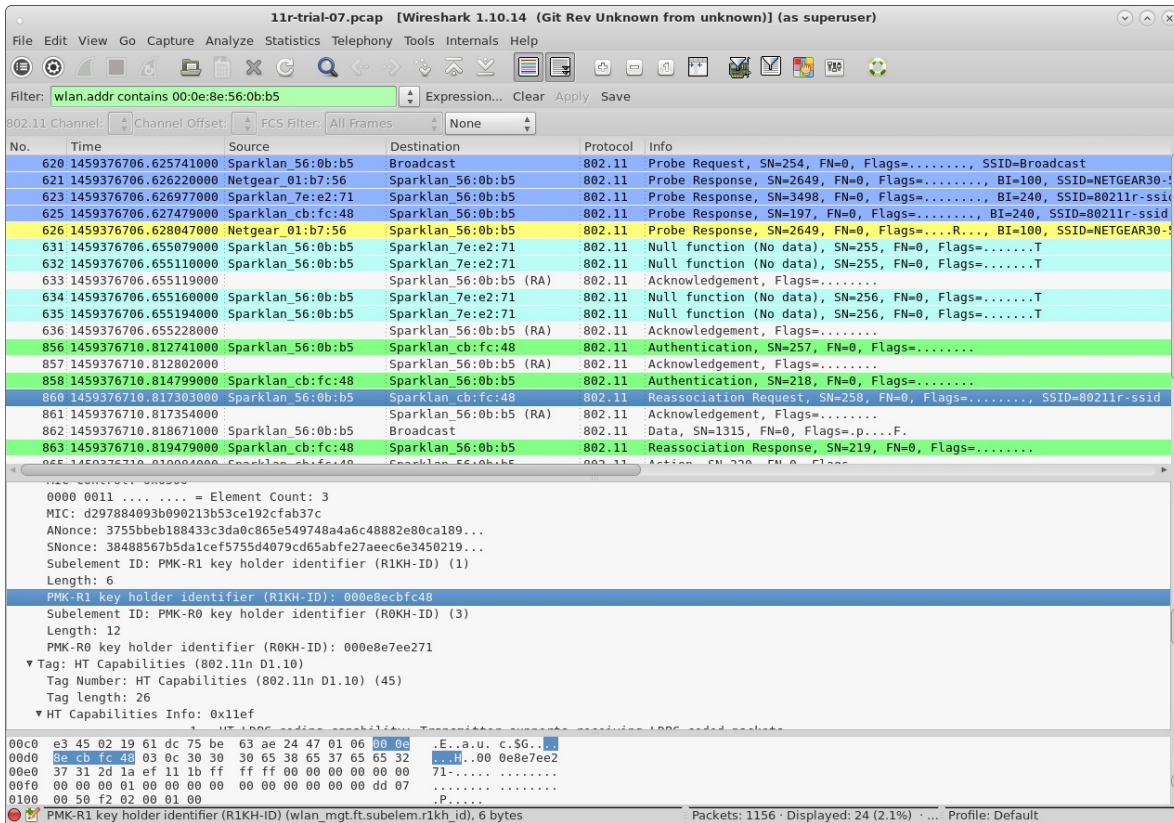 11r-trial-07.pcap [Wireshark 1.10.14 (Git Rev Unknown from unknown)] (as superuser)
File Edit View Go Capture Analyze Statistics Telephony Tools Internals Help
Filter: wlan.addr contains 00:0e:8e:56:0b:b5 Expression... Clear Apply Save
802.11 Channel: Channel Offset: FCS Filter: All Frames None
No. Time Source Destination Protocol Info
620 1459376706.625741000 Sparklan_56:0b:b5 Broadcast 802.11 Probe Request, SN=254, FN=0, Flags=........, SSID=Broadcast
621 1459376706.626220000 Netgear_01:b7:56 Sparklan_56:0b:b5 802.11 Probe Response, SN=2649, FN=0, Flags=........, BI=100, SSID=NETGEAR30-5
623 1459376706.626977000 Sparklan_7e:e2:71 Sparklan_56:0b:b5 802.11 Probe Response, SN=3498, FN=0, Flags=........, BI=240, SSID=80211r-ssid
625 1459376706.627479000 Sparklan_cb:fc:48 Sparklan_56:0b:b5 802.11 Probe Response, SN=197, FN=0, Flags=........, BI=240, SSID=80211r-ssid
626 1459376706.628047000 Netgear_01:b7:56 Sparklan_56:0b:b5 802.11 Probe Response, SN=2649, FN=0, Flags=....R..., BI=100, SSID=NETGEAR30-5
631 1459376706.655079000 Sparklan_56:0b:b5 Sparklan_7e:e2:71 802.11 Null function (No data), SN=255, FN=0, Flags=.......T
632 1459376706.655110000 Sparklan_56:0b:b5 Sparklan_7e:e2:71 802.11 Null function (No data), SN=255, FN=0, Flags=.......T
633 1459376706.655119000 Sparklan_56:0b:b5 (RA) 802.11 Acknowledgement, Flags=........
634 1459376706.655160000 Sparklan_56:0b:b5 Sparklan_7e:e2:71 802.11 Null function (No data), SN=256, FN=0, Flags=.......T
635 1459376706.655194000 Sparklan_56:0b:b5 Sparklan_7e:e2:71 802.11 Null function (No data), SN=256, FN=0, Flags=.......T
636 1459376706.655228000 Sparklan_56:0b:b5 (RA) 802.11 Acknowledgement, Flags=........
856 1459376710.812741000 Sparklan_56:0b:b5 Sparklan_cb:fc:48 802.11 Authentication, SN=257, FN=0, Flags=........
857 1459376710.812802000 Sparklan_56:0b:b5 (RA) 802.11 Acknowledgement, Flags=........
858 1459376710.814799000 Sparklan_cb:fc:48 Sparklan_56:0b:b5 802.11 Authentication, SN=218, FN=0, Flags=........
860 1459376710.817303000 Sparklan_56:0b:b5 Sparklan_cb:fc:48 802.11 Reassociation Request, SN=258, FN=0, Flags=........, SSID=80211r-ssid
861 1459376710.817354000 Sparklan_56:0b:b5 (RA) 802.11 Acknowledgement, Flags=........
862 1459376710.818671000 Sparklan_56:0b:b5 Broadcast 802.11 Data, SN=1315, FN=0, Flags=.p....F.
863 1459376710.819479000 Sparklan_cb:fc:48 Sparklan_56:0b:b5 802.11 Reassociation Response, SN=219, FN=0, Flags=........
0000 0011 .... .... = Element Count: 3
MIC: d297884093b090213b53ce192cfab37c
ANonce: 3755bbeb188433c3da0c865e549748a4a6c48882e80ca189...
SNonce: 38488567b5da1cef5755d4079cd65abfe27aeec6e3450219...
Subelement ID: PMK-R1 key holder identifier (R1KH-ID) (1)
Length: 6
PMK-R1 key holder identifier (R1KH-ID): 000e8ecbfc48
Subelement ID: PMK-R0 key holder identifier (R0KH-ID) (3)
Length: 12
PMK-R0 key holder identifier (R0KH-ID): 000e8e7ee271
Tag: HT Capabilities (802.11n D1.10)
Tag Number: HT Capabilities (802.11n D1.10) (45)
Tag length: 26
HT Capabilities Info: 0x11ef
00c0 e3 45 02 19 61 dc 75 be 63 ae 24 47 01 06 00 0e .E..a.u. c.$G....
00d0 8e cb fc 48 03 0c 30 30 30 65 38 65 37 65 65 32 ...H..00 0e8e7ee2
00e0 37 31 2d 1a ef 11 1b ff ff ff 00 00 00 00 00 00 71-..... ........
00f0 00 00 00 01 00 00 00 00 00 00 00 00 00 00 dd 07 ........ ........
0100 00 50 f2 02 00 01 00 .P.....
PMK-R1 key holder identifier (R1KH-ID) (wlan_mgt.ft.subelem.r1kh_id), 6 bytes Packets: 1156 · Displayed: 24 (2.1%) · ... Profile: Default